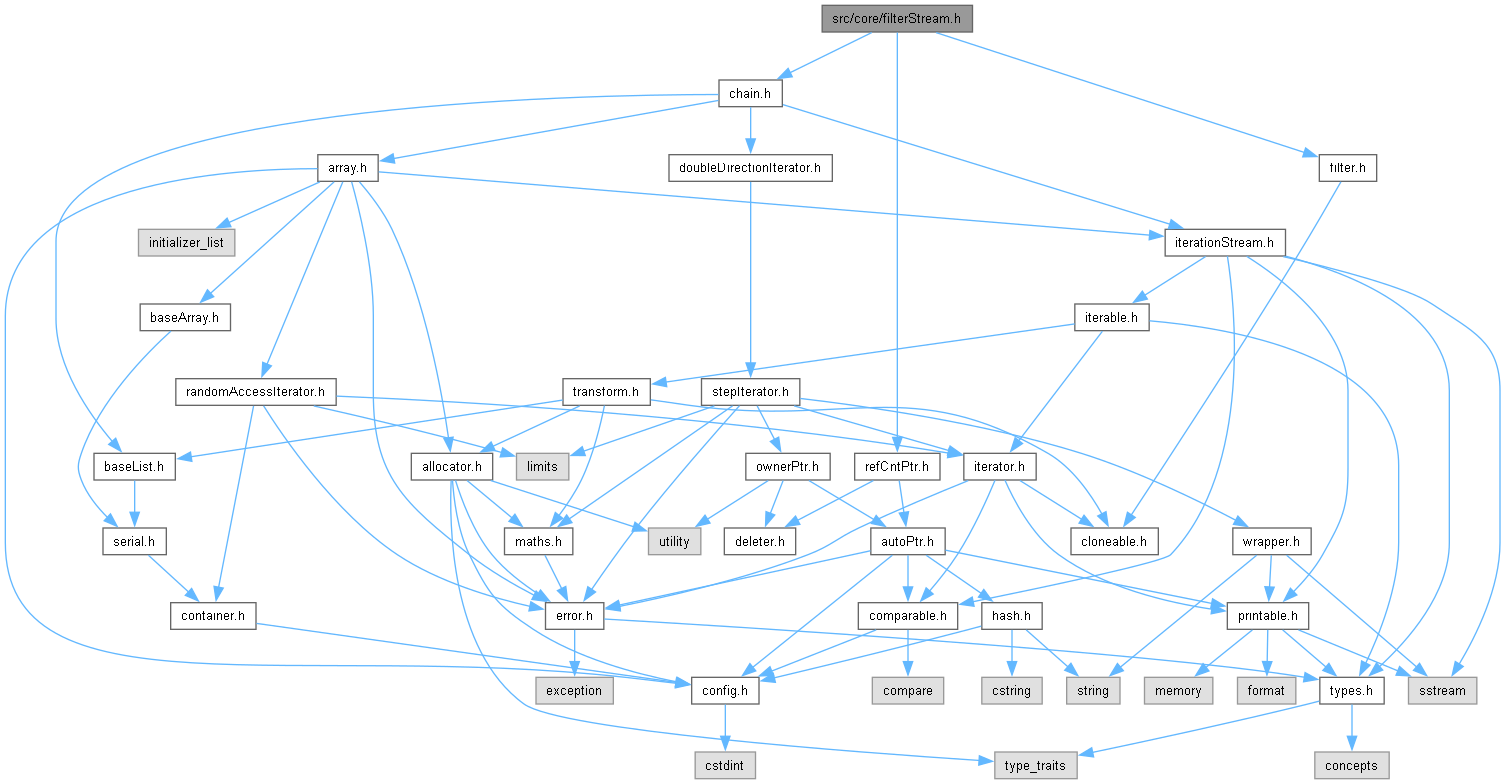 src/core/filterStream.h
chain.h
array.h
doubleDirectionIterator.h
filter.h
initializer_list
iterationStream.h
baseArray.h
iterable.h
randomAccessIterator.h
transform.h
stepIterator.h
baseList.h
allocator.h
limits
ownerPtr.h
refCntPtr.h
iterator.h
serial.h
maths.h
utility
deleter.h
autoPtr.h
cloneable.h
wrapper.h
container.h
error.h
comparable.h
hash.h
printable.h
exception
config.h
compare
cstring
string
memory
format
types.h
sstream
cstdint
type_traits
concepts